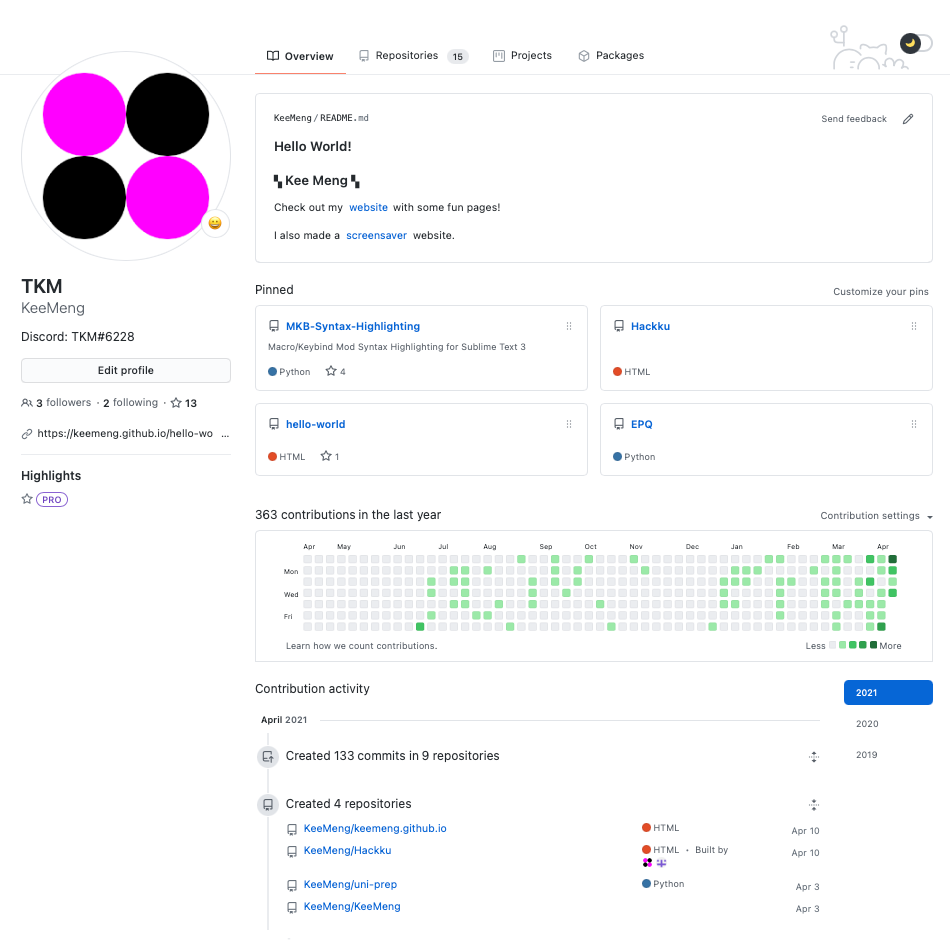 Overview Repositories 15 Projects Packages
KeeMeng/README.md
Send feedback
Hello World!
Kee Meng
Check out my website with some fun pages!
I also made a screensaver website.
TKM
KeeMeng
Discord: TKM#6228
Edit profile
3 followers · 2 following · 13
https://keemeng.github.io/hello-wo ...
Highlights
PRO
Pinned
Customize your pins
MKB-Syntax-Highlighting
Macro/Keybind Mod Syntax Highlighting for Sublime Text 3
Python 4
Hackku
HTML
hello-world
HTML 1
EPQ
Python
363 contributions in the last year
Contribution settings
Apr May Jun Jul Aug Sep Oct Nov Dec Jan Feb Mar Apr
Mon
Wed
Fri
Learn how we count contributions.
Less More
Contribution activity
2021
2020
2019
April 2021
Created 133 commits in 9 repositories
Created 4 repositories
KeeMeng/keemeng.github.io HTML Apr 10
KeeMeng/Hackku HTML • Built by Apr 10
KeeMeng/uni-prep Python Apr 3
KeeMeng/KeeMeng Apr 3